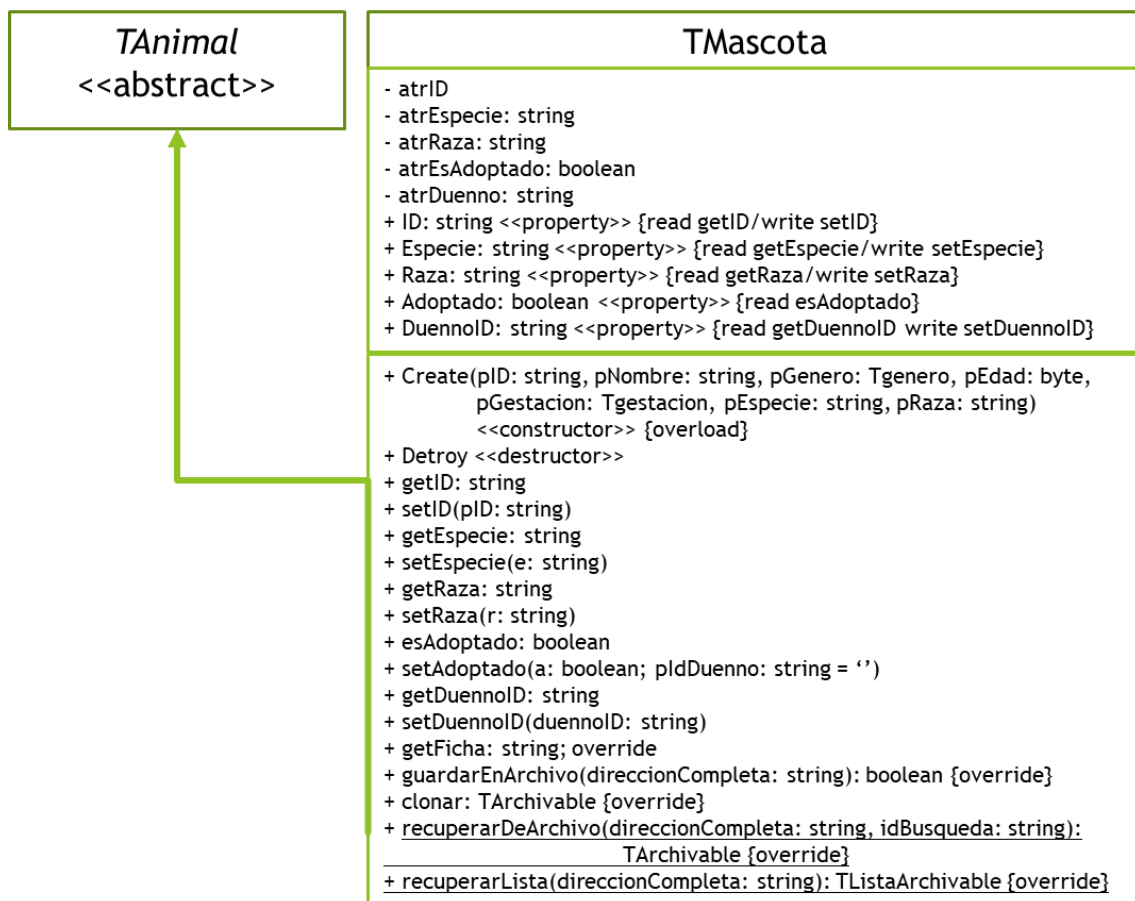 TAnimal
<<abstract>>
TMascota
- atrID
- atrEspecie: string
- atrRaza: string
- atrEsAdoptado: boolean
- atrDuenno: string
+ ID: string <<property>> {read getID/write setID}
+ Especie: string <<property>> {read getEspecie/write setEspecie}
+ Raza: string <<property>> {read getRaza/write setRaza}
+ Adoptado: boolean <<property>> {read esAdoptado}
+ DuennoID: string <<property>> {read getDuennoID write setDuennoID}
+ Create(pID: string, pNombre: string, pGenero: Tgenero, pEdad: byte,
pGestacion: Tgestacion, pEspecie: string, pRaza: string)
<<constructor>> {overload}
+ Detroy <<destructor>>
+ getID: string
+ setID(pID: string)
+ getEspecie: string
+ setEspecie(e: string)
+ getRaza: string
+ setRaza(r: string)
+ esAdoptado: boolean
+ setAdoptado(a: boolean; pIdDuenno: string = ‘’)
+ getDuennoID: string
+ setDuennoID(duennoID: string)
+ getFicha: string; override
+ guardarEnArchivo(direccionCompleta: string): boolean {override}
+ clonar: TArchivable {override}
+ recuperarDeArchivo(direccionCompleta: string, idBusqueda: string):
TArchivable {override}
+ recuperarLista(direccionCompleta: string): TListaArchivable {override}